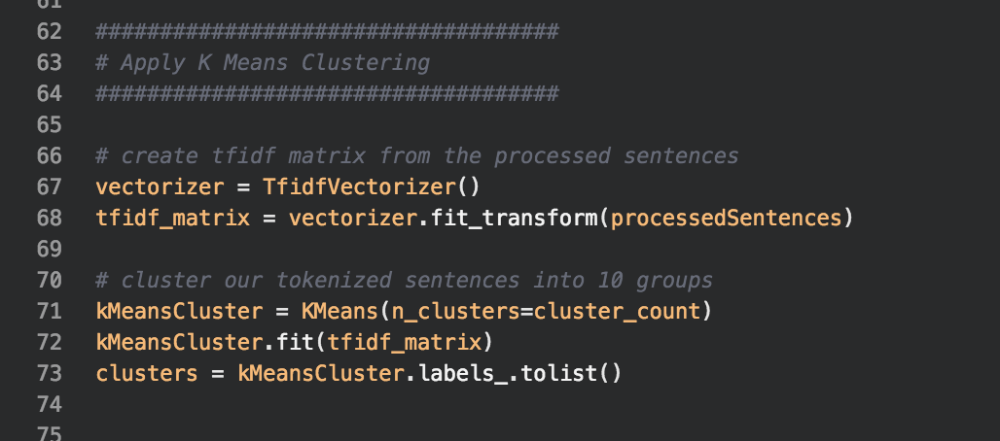 61
62 ####################################
63 # Apply K Means Clustering
64 ####################################
65
66 # create tfidf matrix from the processed sentences
67 vectorizer = TfidfVectorizer()
68 tfidf_matrix = vectorizer.fit_transform(processedSentences)
69
70 # cluster our tokenized sentences into 10 groups
71 kMeansCluster = KMeans(n_clusters=cluster_count)
72 kMeansCluster.fit(tfidf_matrix)
73 clusters = kMeansCluster.labels_.tolist()
74
75